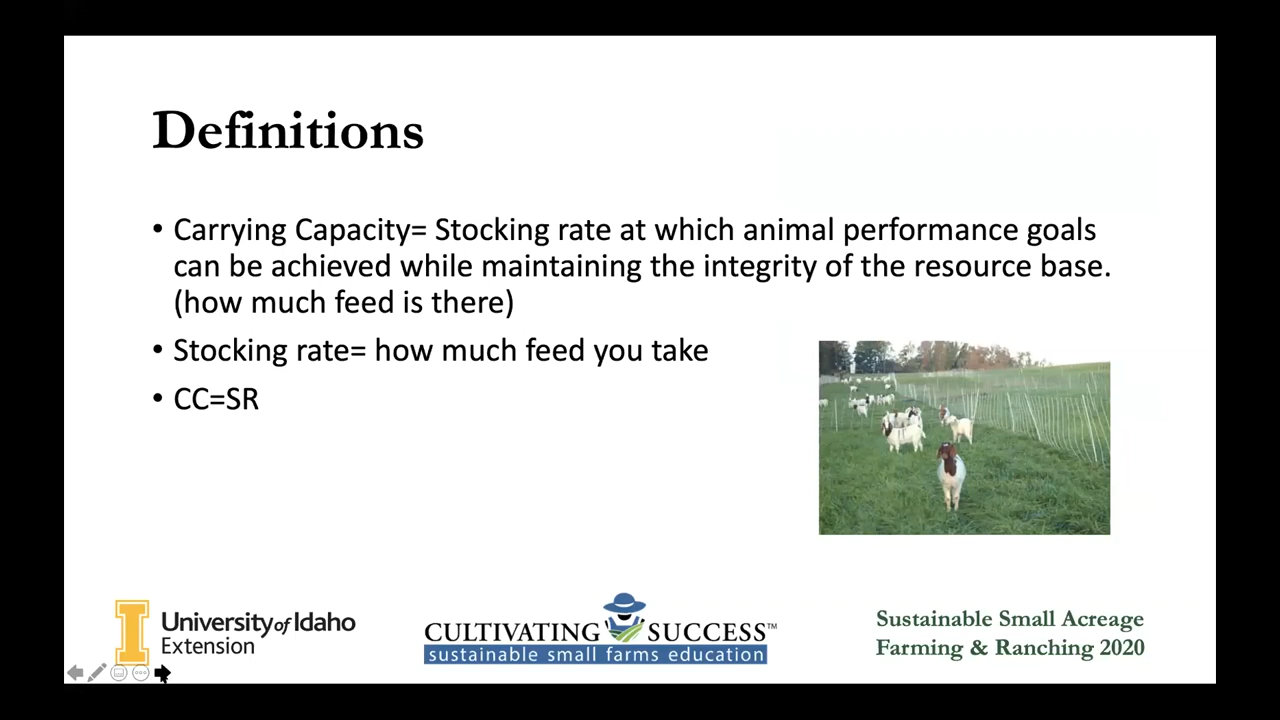 Definitions
• Carrying Capacity= Stocking rate at which animal performance goals
can be achieved while maintaining the integrity of the resource base.
(how much feed is there)
• Stocking rate= how much feed you take
• CC=SR
I
University of Idaho
Extension
CULTIVATING SUCCESS™
sustainable small farms education
Sustainable Small Acreage
Farming & Ranching 2020